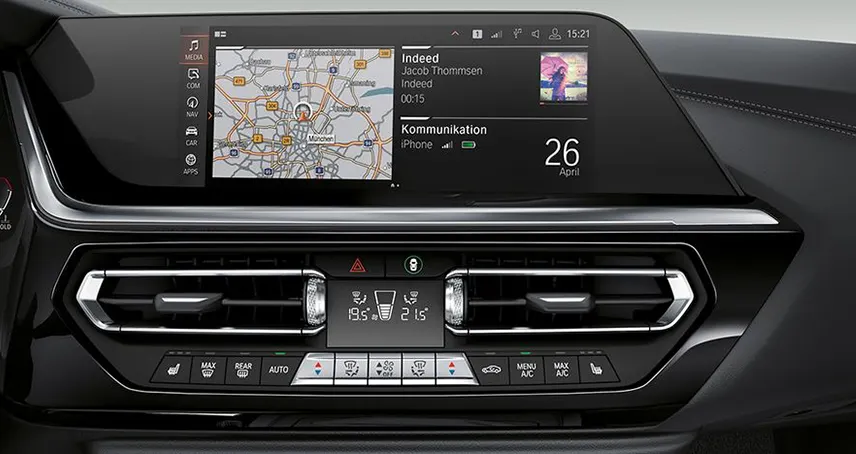 15:21
MEDIA
COM
NAV
CAR
APPS
München
Indeed
Jacob Thommsen
Indeed
00:15
Kommunikation
iPhone
26
April
19.5°
21.5°
MAX
REAR
AUTO
OFF
MENU
A/C
MAX
A/C